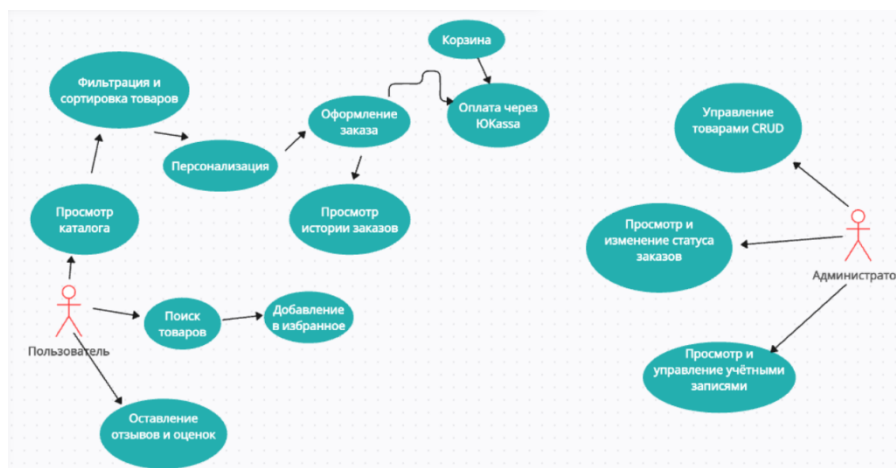 Корзина
Фильтрация и
сортировка товаров
Оформление
заказа
Оплата через
ЮKassa
Управление
товарами CRUD
Персонализация
Просмотр
каталога
Просмотр
истории заказов
Просмотр и
изменение статуса
заказов
Администрато
Поиск
товаров
Добавление
в избранное
Пользователь
Просмотр и
управление учётными
записями
Оставление
отзывов и оценок